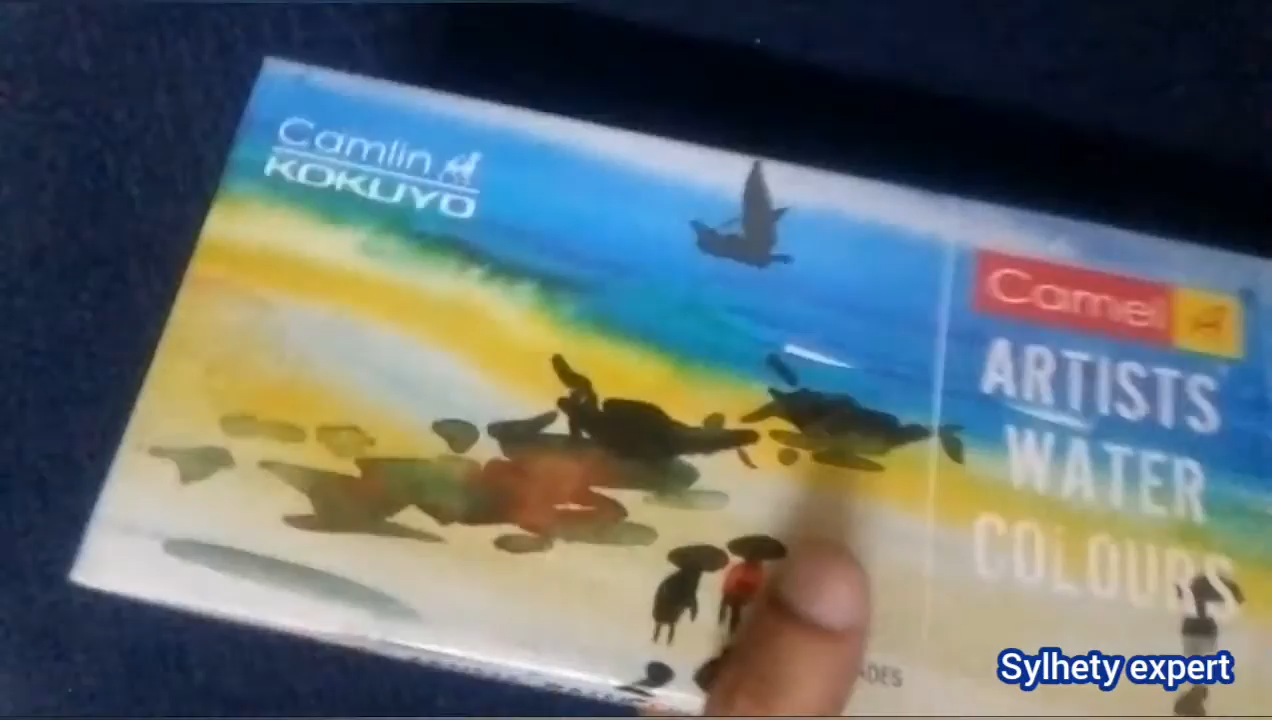 Camlin
KOKUYO
Camel
ARTISTS
WATER
COLOURS
Sylhety expert